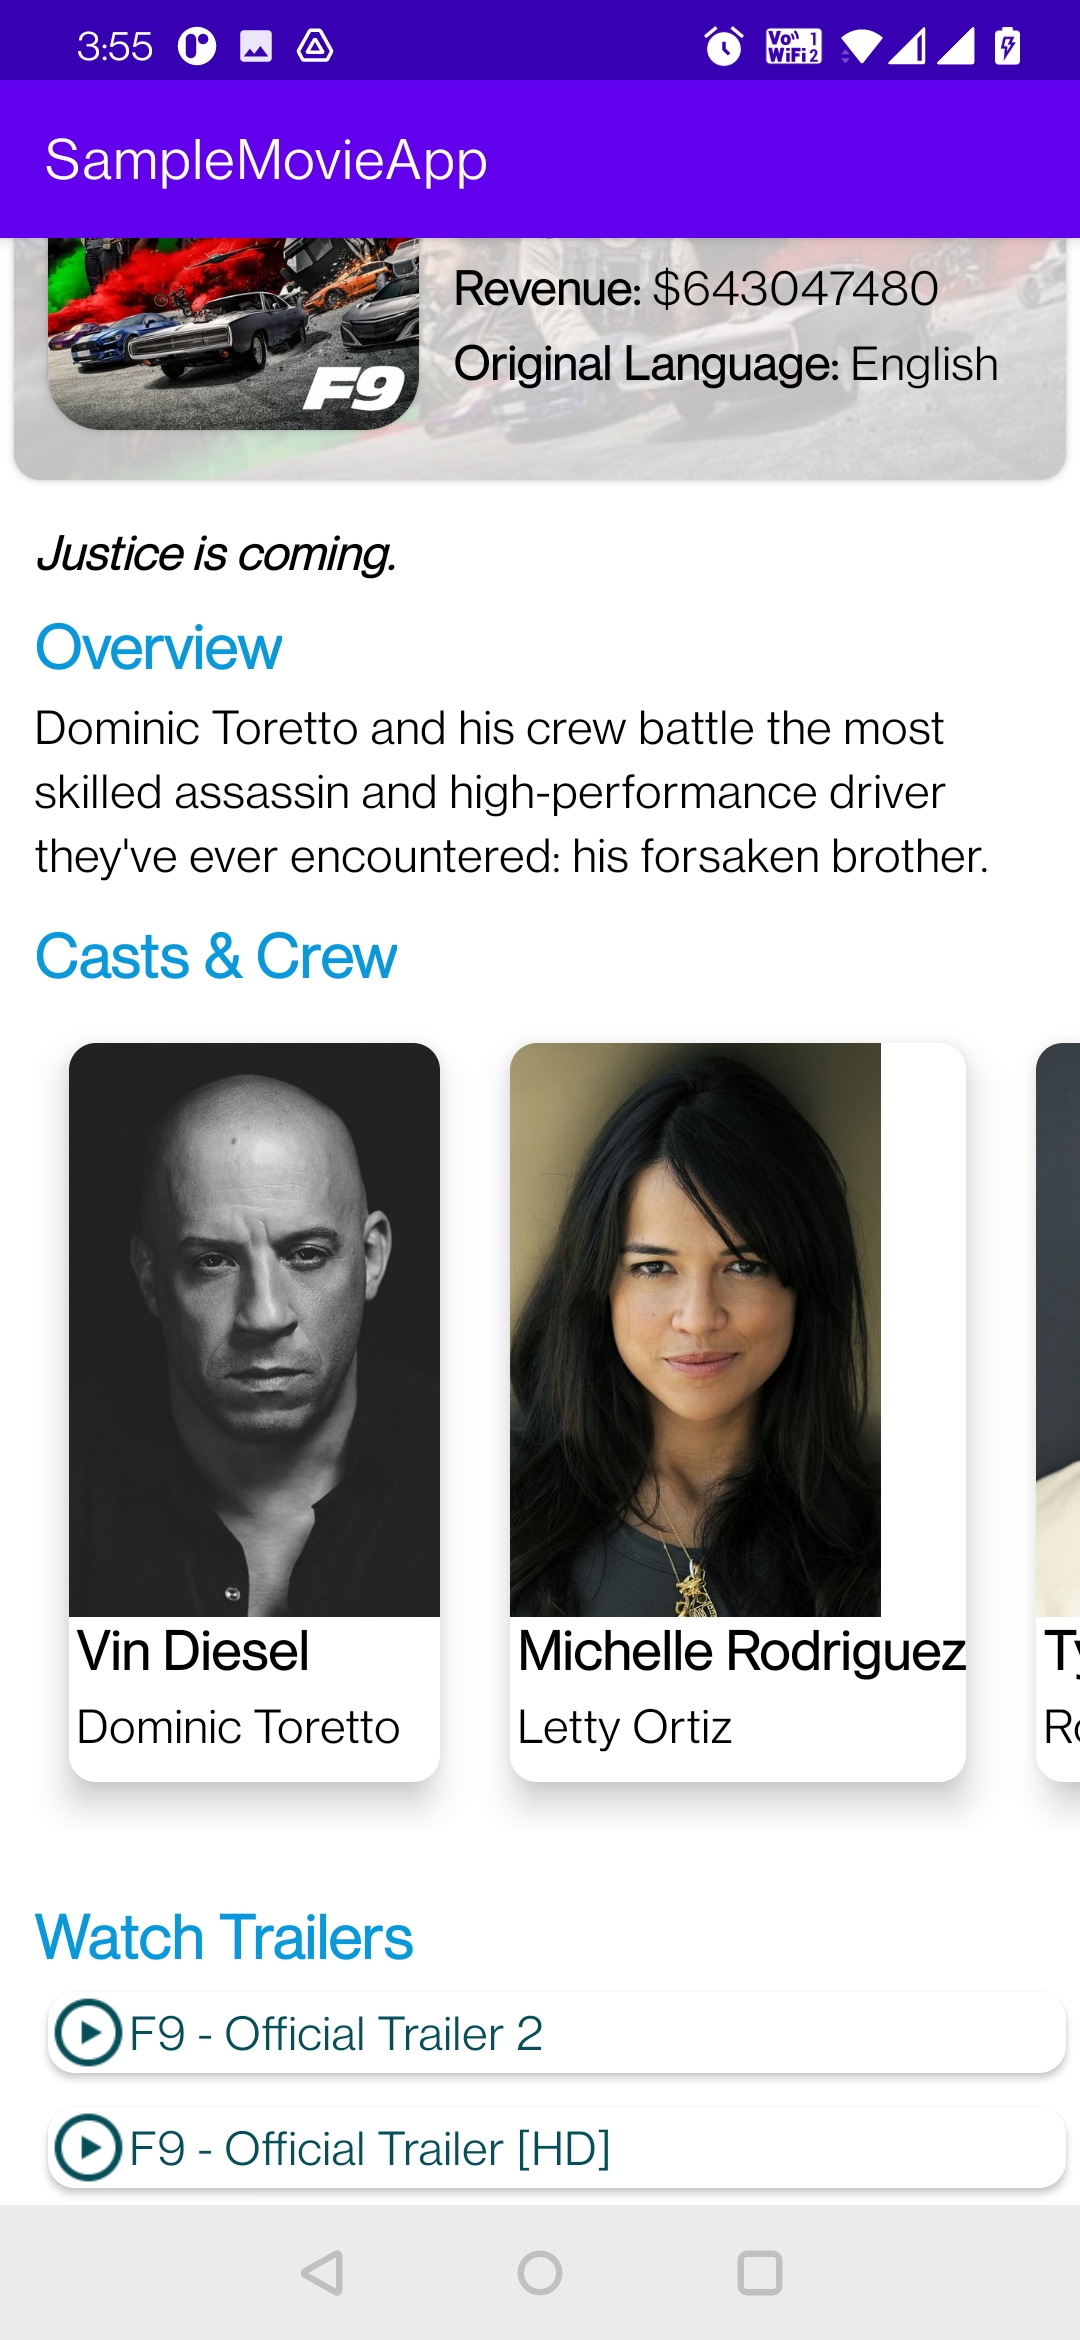 3:55
Vo 1
WiFi 2
SampleMovieApp
Revenue: $643047480
Original Language: English
F9
Justice is coming.
Overview
Dominic Toretto and his crew battle the most
skilled assassin and high-performance driver
they've ever encountered: his forsaken brother.
Casts & Crew
Vin Diesel
Michelle Rodriguez
Ty
Dominic Toretto
Letty Ortiz
Ro
Watch Trailers
F9 - Official Trailer 2
F9 - Official Trailer [HD]